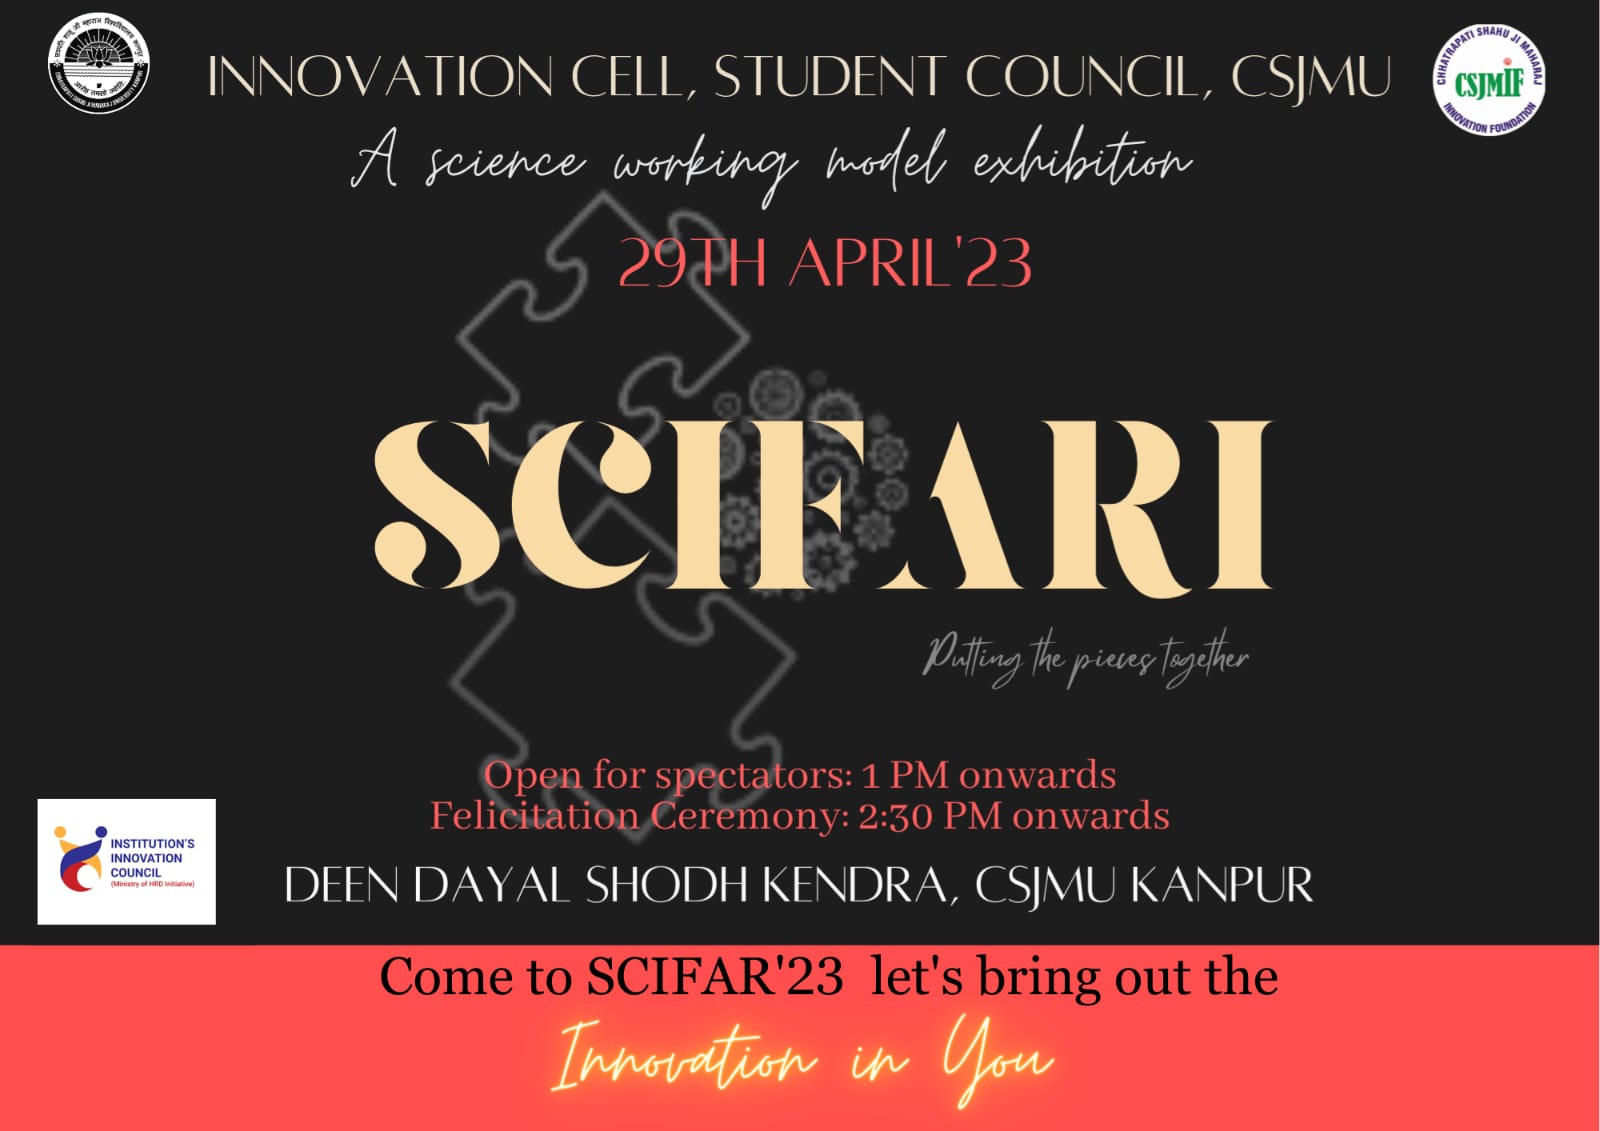 INNOVATION CELL, STUDENT COUNCIL, CSJMU
CHHATRAPATI SHAHU JI MAHARAJ
CSJMIF
INNOVATION FOUNDATION
A science working model exhibition
29TH APRIL'23
SCIFARI
Putting the pieces together
Open for spectators: 1 PM onwards
Felicitation Ceremony: 2:30 PM onwards
INSTITUTION'S
INNOVATION
COUNCIL
(Ministry of HRD Initiative)
DEEN DAYAL SHODH KENDRA, CSJMU KANPUR
Come to SCIFAR'23 let's bring out the
Innovation in You